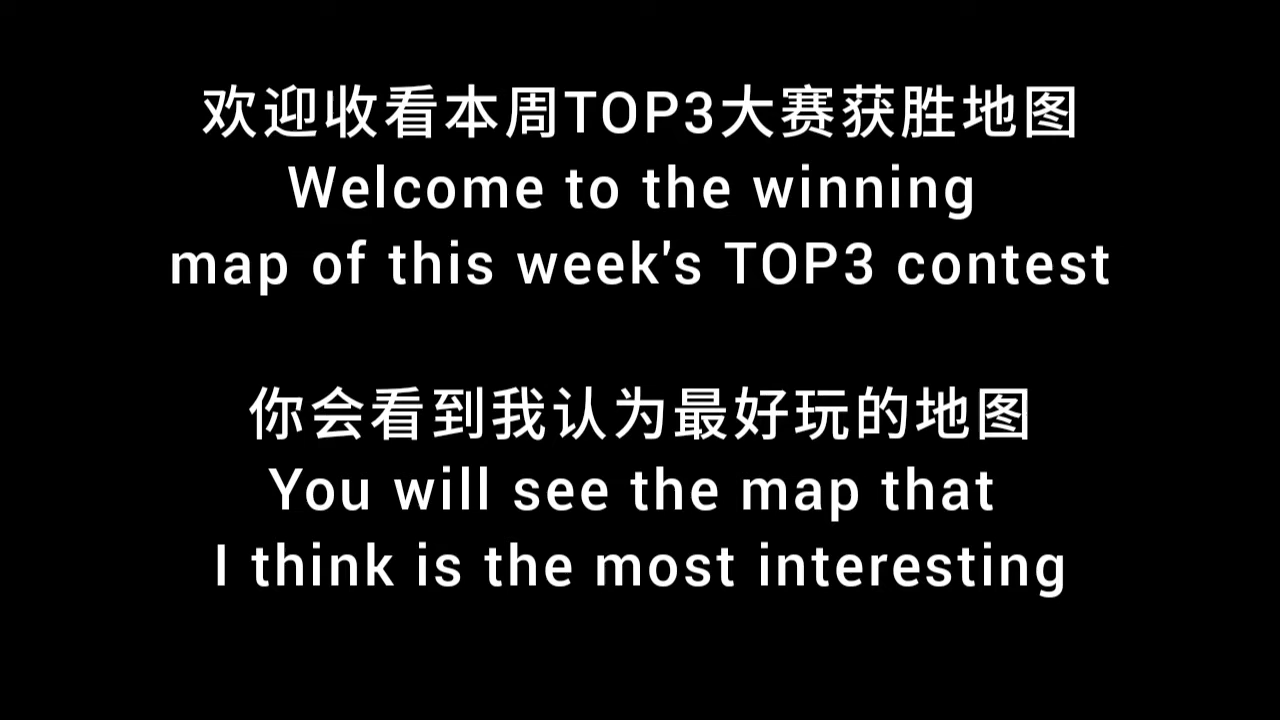 欢迎收看本周TOP3大赛获胜地图
Welcome to the winning
map of this week's TOP3 contest
你会看到我认为最好玩的地图
You will see the map that
I think is the most interesting